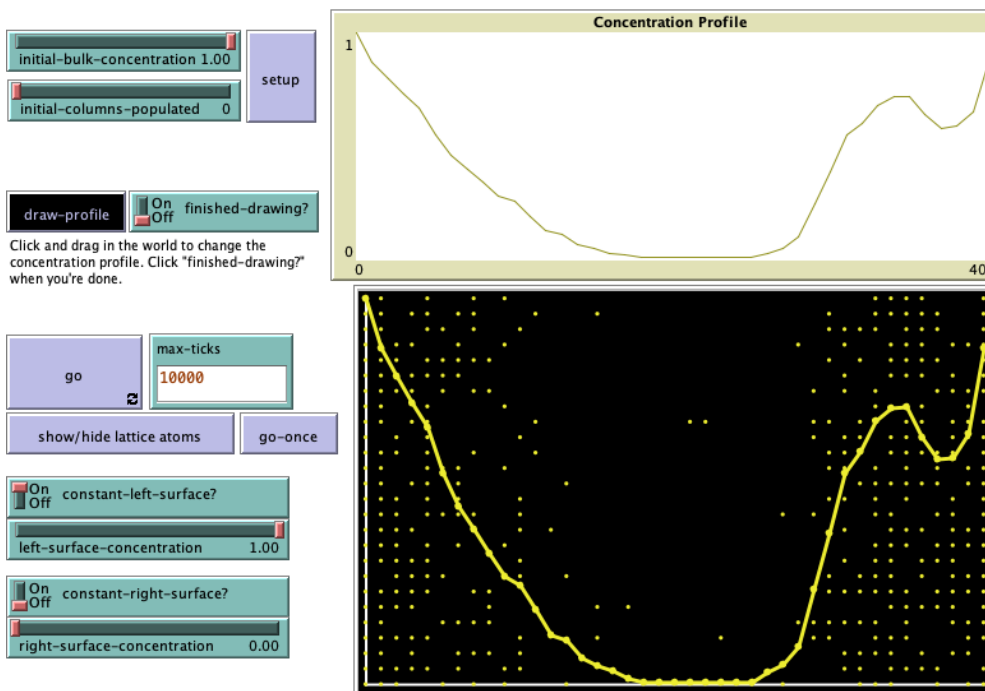 initial-bulk-concentration 1.00
initial-columns-populated 0
setup
Concentration Profile
1
0
0
40
draw-profile
On
Off
finished-drawing?
Click and drag in the world to change the
concentration profile. Click "finished-drawing?"
when you're done.
go
max-ticks
10000
show/hide lattice atoms
go-once
On
Off
constant-left-surface?
left-surface-concentration 1.00
On
Off
constant-right-surface?
right-surface-concentration 0.00